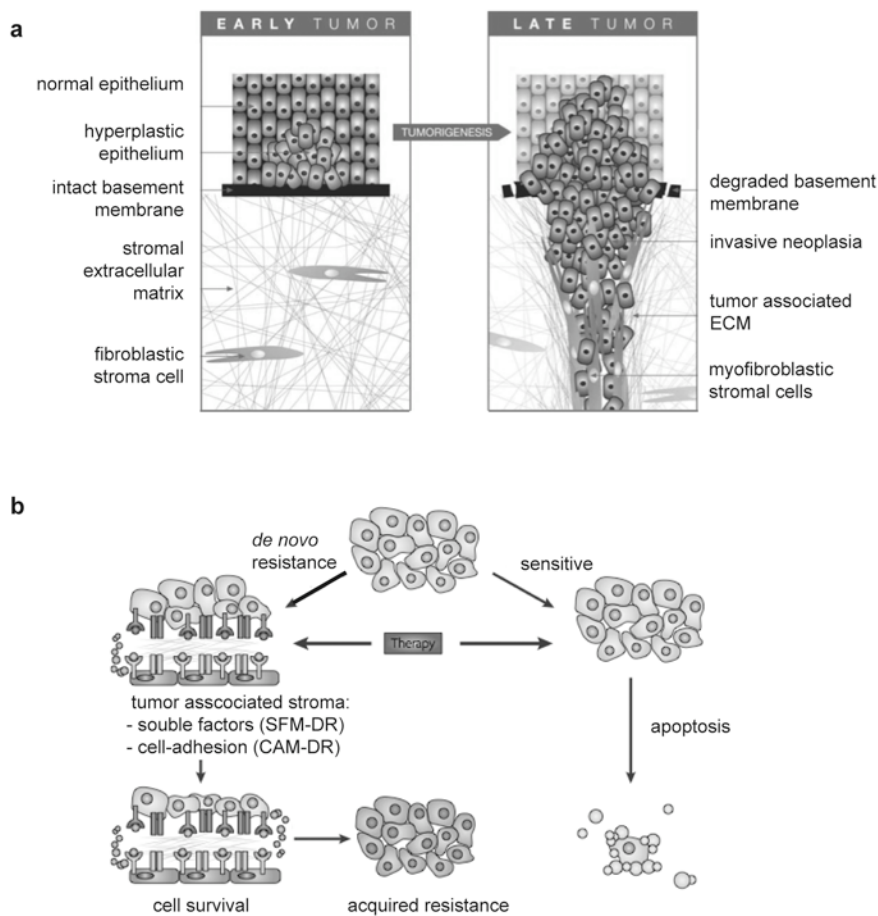 a
EARLY TUMOR
LATE TUMOR
normal epithelium
hyperplastic
epithelium
intact basement
membrane
stromal
extracellular
matrix
fibroblastic
stroma cell
TUMORIGENESIS
degraded basement
membrane
invasive neoplasia
tumor associated
ECM
myofibroblastic
stromal cells
b
de novo
resistance
sensitive
Therapy
tumor asscociated stroma:
- souble factors (SFM-DR)
- cell-adhesion (CAM-DR)
apoptosis
cell survival
acquired resistance